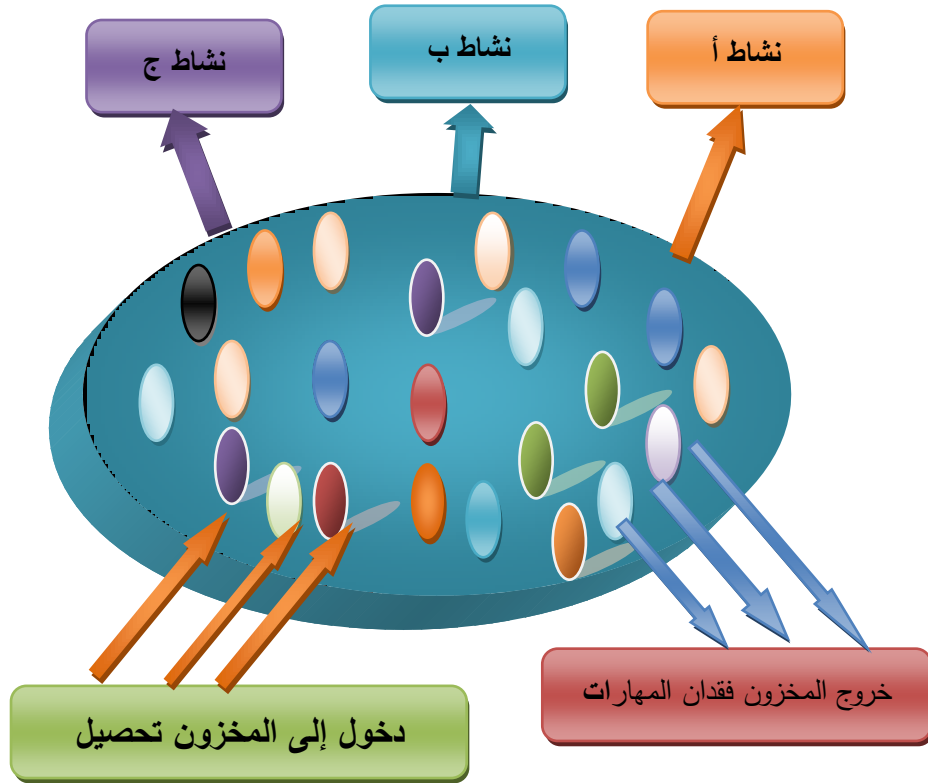 نشاط أ
نشاط ب
نشاط ج
خروج المخزون فقدان المهارات
دخول إلى المخزون تحصيل